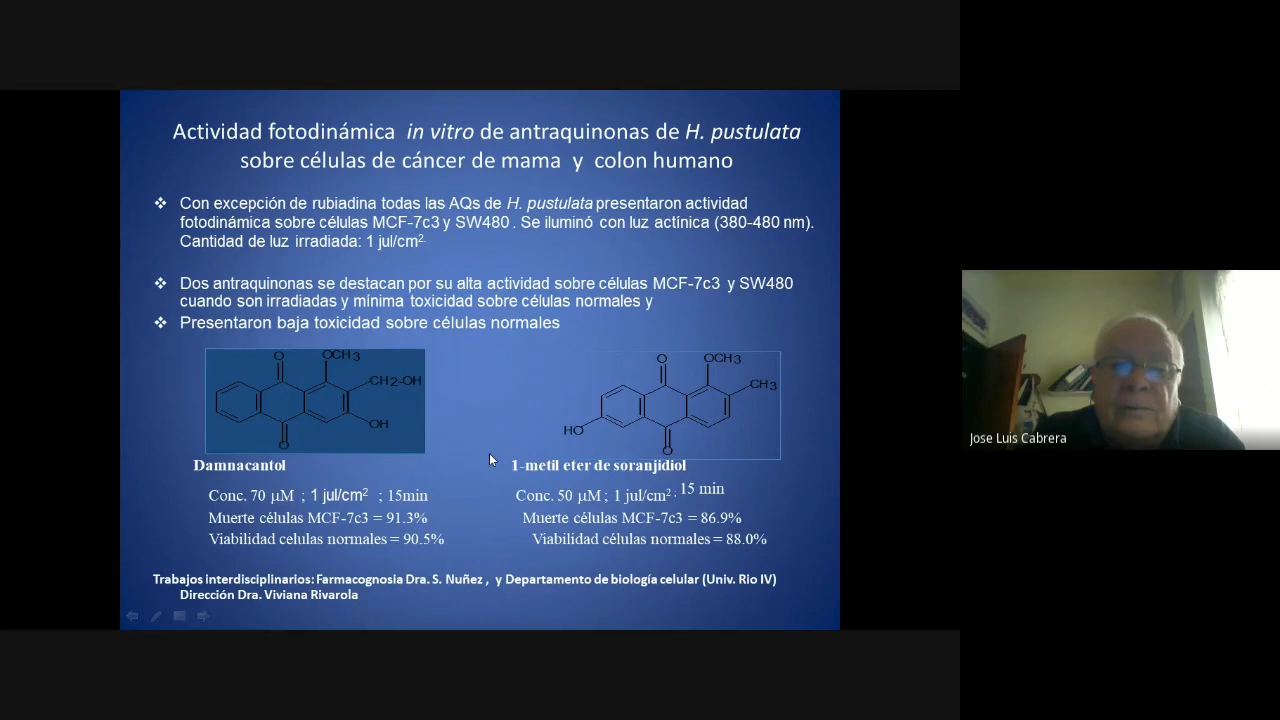 Actividad fotodinámica in vitro de antraquinonas de H. pustulata
sobre células de cáncer de mama y colon humano
❖ Con excepción de rubiadina todas las AQs de H. pustulata presentaron actividad
fotodinámica sobre células MCF-7c3 y SW480 . Se iluminó con luz actínica (380-480 nm).
Cantidad de luz irradiada: 1 jul/cm2.
❖ Dos antraquinonas se destacan por su alta actividad sobre células MCF-7c3 y SW480
cuando son irradiadas y mínima toxicidad sobre células normales y
❖ Presentaron baja toxicidad sobre células normales
O
OCH3
CH2-OH
OH
O
Damnacantol
Conc. 70 µM ; 1 jul/cm2 ; 15min
Muerte células MCF-7c3 = 91.3%
Viabilidad celulas normales = 90.5%
O
OCH3
CH3
HO
O
1-metil eter de soranjidiol
Conc. 50 µM ; 1 jul/cm2 ; 15 min
Muerte células MCF-7c3 = 86.9%
Viabilidad células normales = 88.0%
Trabajos interdisciplinarios: Farmacognosia Dra. S. Nuñez , y Departamento de biología celular (Univ. Rio IV)
Dirección Dra. Viviana Rivarola
Jose Luis Cabrera